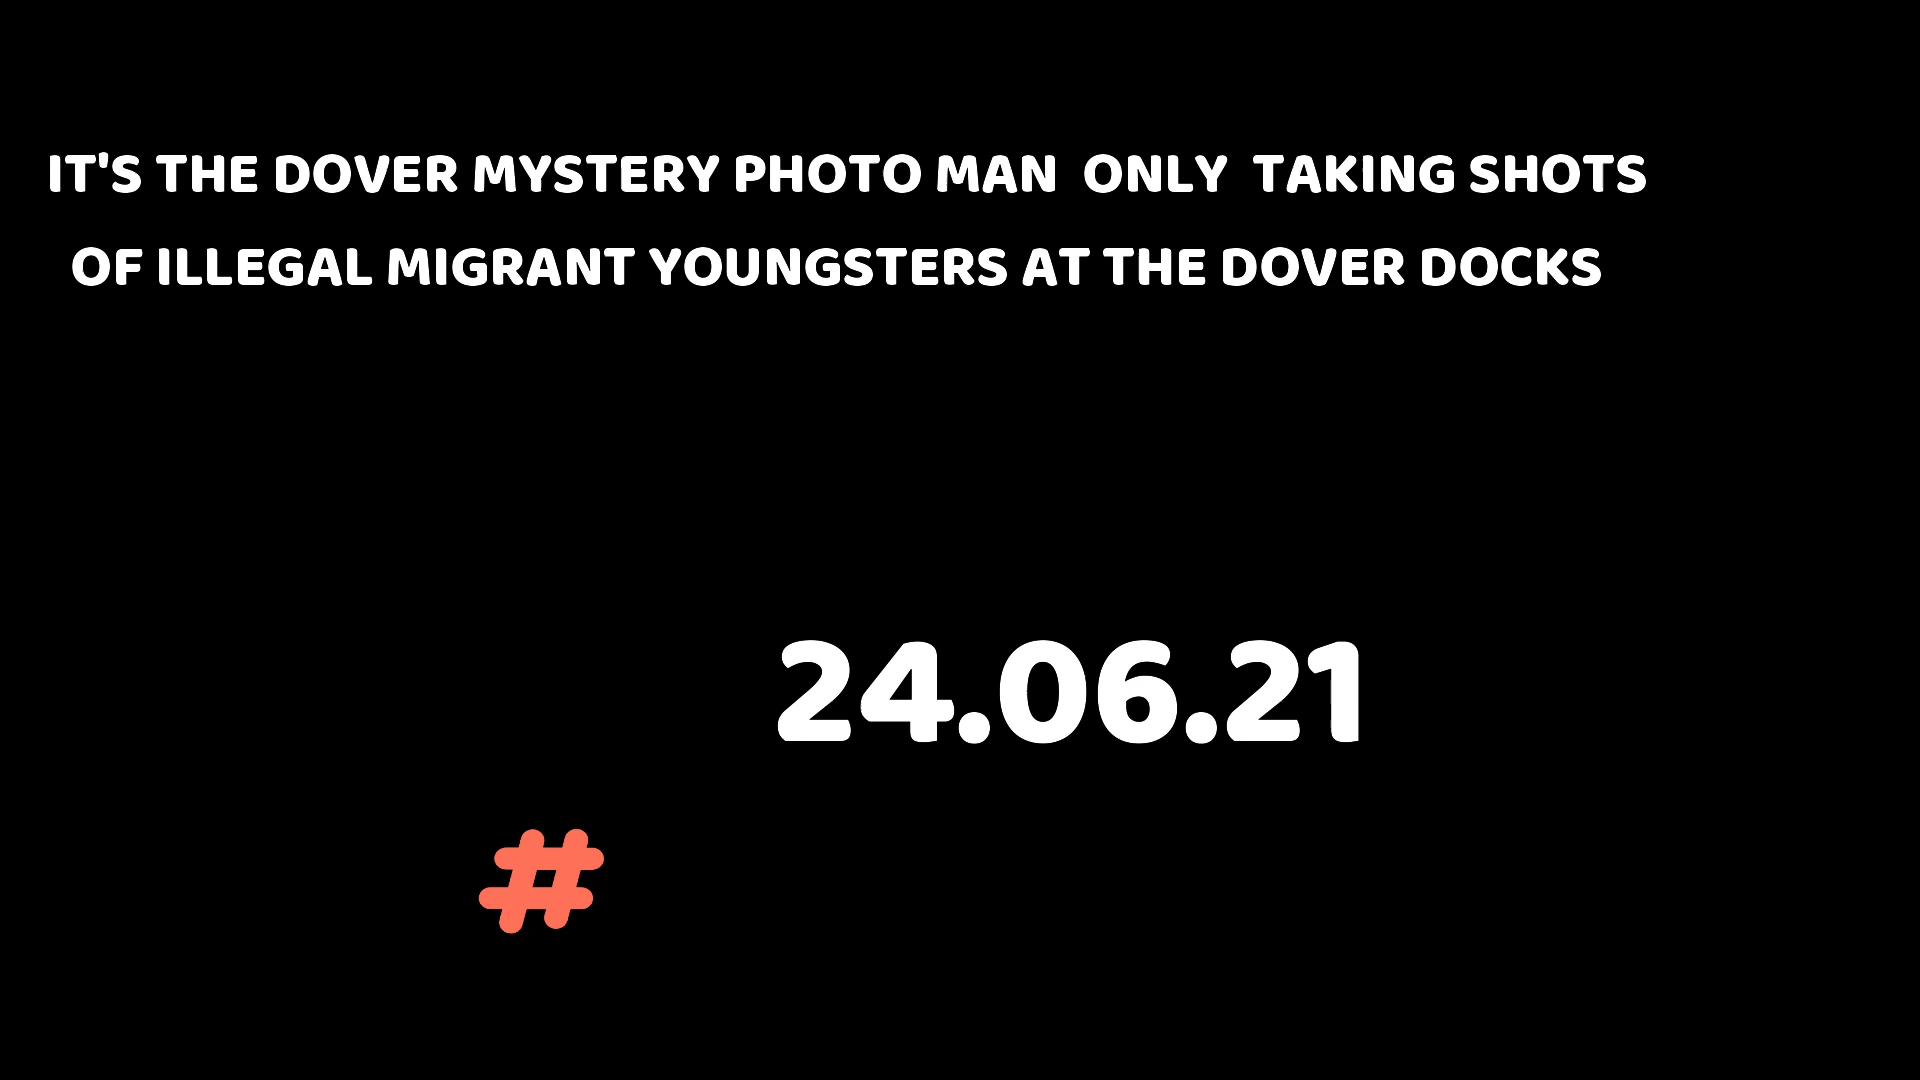 IT'S THE DOVER MYSTERY PHOTO MAN  ONLY  TAKING SHOTS
OF ILLEGAL MIGRANT YOUNGSTERS AT THE DOVER DOCKS
24.06.21
#